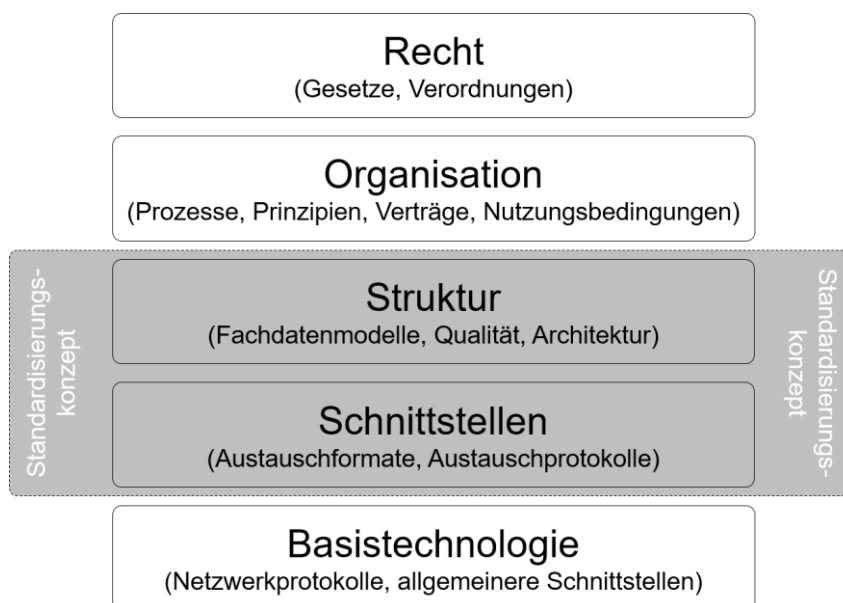 Recht
(Gesetze, Verordnungen)
Organisation
(Prozesse, Prinzipien, Verträge, Nutzungsbedingungen)
Standardisierungs-
konzept
Struktur
(Fachdatenmodelle, Qualität, Architektur)
Schnittstellen
(Austauschformate, Austauschprotokolle)
Standardisierungs-
konzept
Basistechnologie
(Netzwerkprotokolle, allgemeinere Schnittstellen)